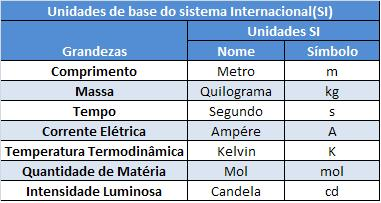 Unidades de base do sistema Internacional(SI)
Grandezas Unidades SI
Nome Símbolo
Comprimento Metro m
Massa Quilograma kg
Tempo Segundo s
Corrente Elétrica Ampére A
Temperatura Termodinâmica Kelvin K
Quantidade de Matéria Mol mol
Intensidade Luminosa Candela cd